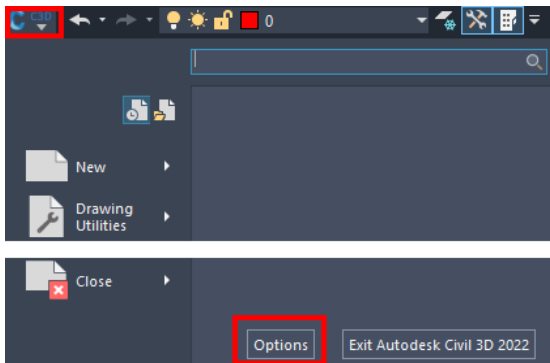 C C3D
0
New
Drawing
Utilities
Close
Options
Exit Autodesk Civil 3D 2022